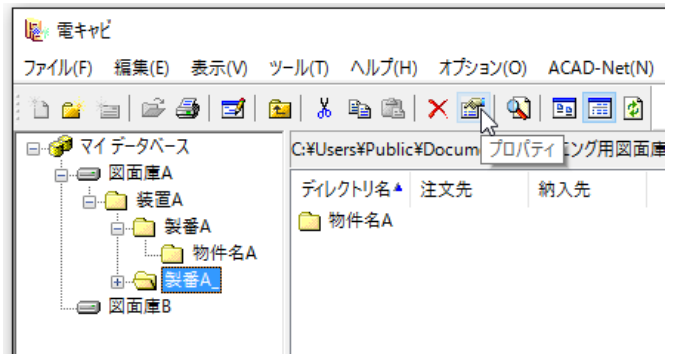 電キャビ
ファイル(F) 編集(E) 表示(V) ツール(T) ヘルプ(H) オプション(O) ACAD-Net(N)
マイ データベース
図面庫A
装置A
製番A
物件名A
製番A_
図面庫B
C:¥Users¥Public¥Docum
ニング用図面庫
プロパティ
ディレクトリ名 注文先 納入先
物件名A